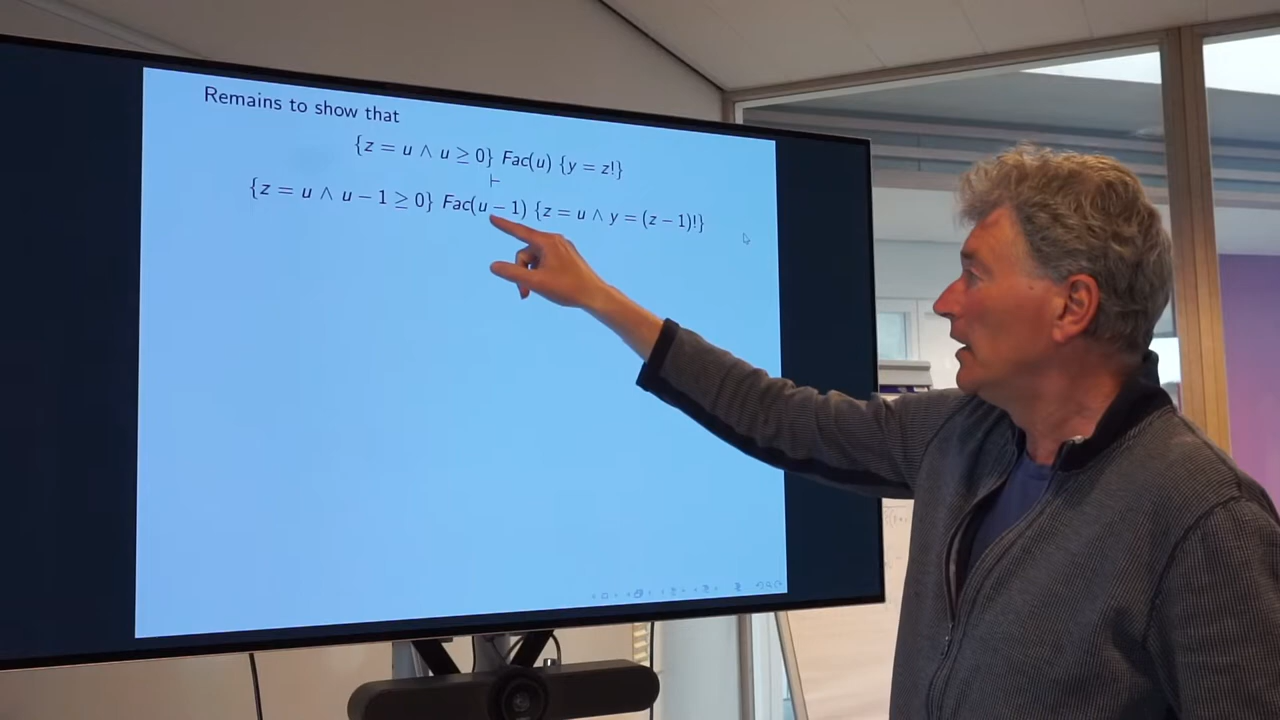 Remains to show that
{z = u ∧ u ≥ 0} Fac(u) {y = z!}
⊢
{z = u ∧ u − 1 ≥ 0} Fac(u − 1) {z = u ∧ y = (z − 1)!}